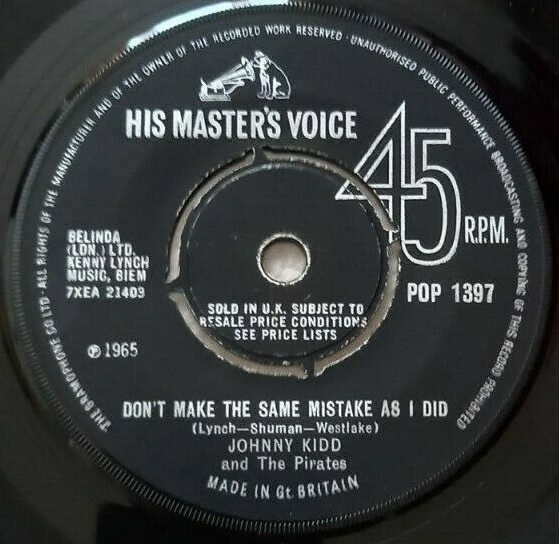 THE GRAMOPHONE CO LTD · ALL RIGHTS OF THE MANUFACTURER AND OF THE OWNER OF THE RECORDED WORK RESERVED · UNAUTHORISED PUBLIC PERFORMANCE BROADCASTING AND COPYING OF THIS RECORD PROHIBITED
HIS MASTER'S VOICE
45
R.P.M.
BELINDA
(LDN.) LTD.
KENNY LYNCH
MUSIC, BIEM
7XEA 21403
POP 1397
SOLD IN U.K. SUBJECT TO
RESALE PRICE CONDITIONS
SEE PRICE LISTS
℗ 1965
DON'T MAKE THE SAME MISTAKE AS I DID
(Lynch—Shuman—Westlake)
JOHNNY KIDD
and The Pirates
MADE IN Gt. BRITAIN